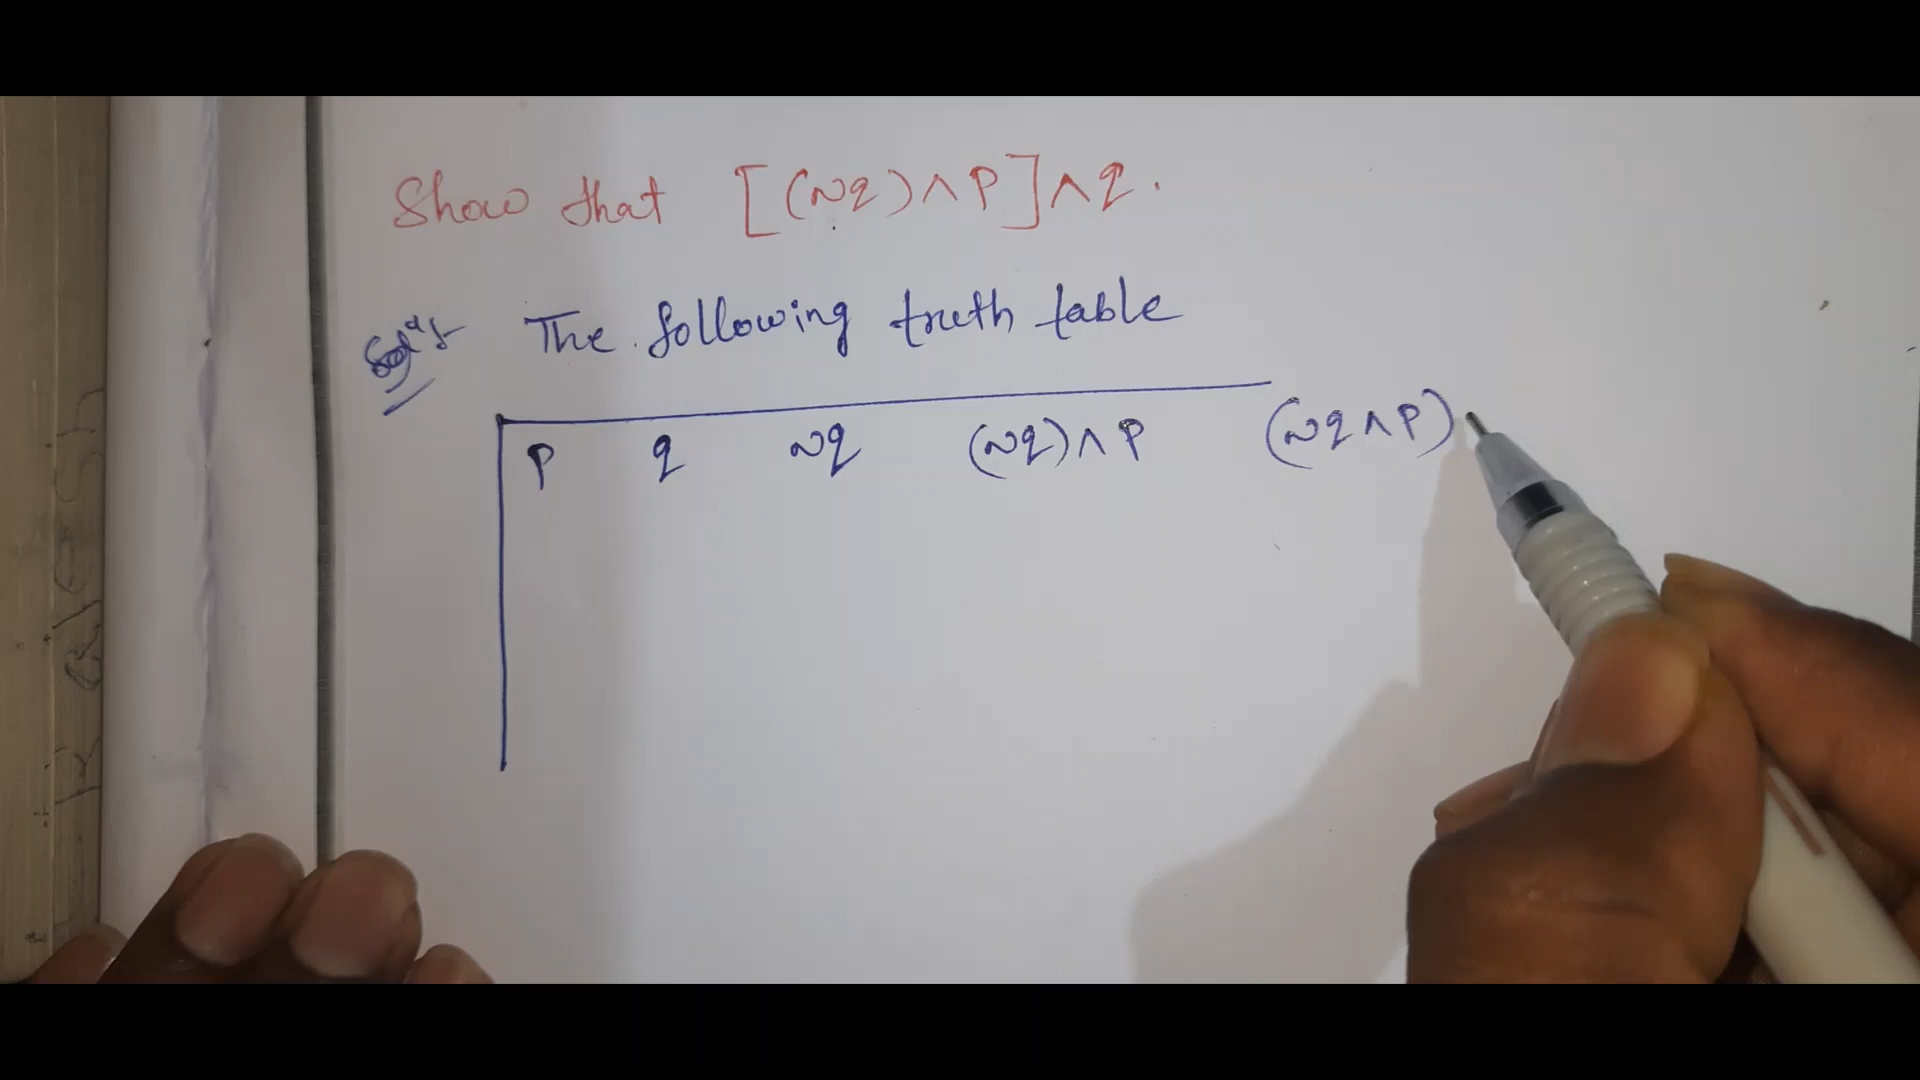 Show that [(~q)∧P]∧q.
Solⁿ:- The following truth table
P q ~q (~q)∧P (~q∧P)